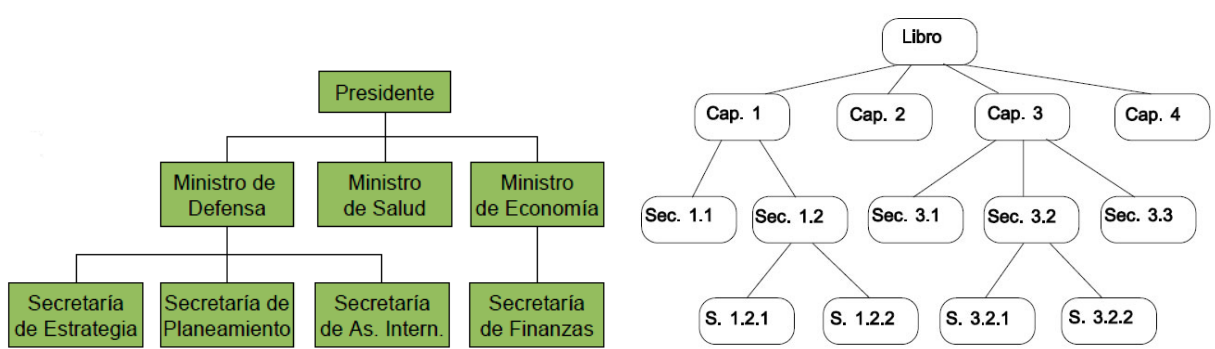 Presidente
Ministro de
Defensa
Ministro
de Salud
Ministro
de Economía
Secretaría
de Estrategia
Secretaría de
Planeamiento
Secretaría
de As. Intern.
Secretaría
de Finanzas
Libro
Cap. 1
Cap. 2
Cap. 3
Cap. 4
Sec. 1.1
Sec. 1.2
Sec. 3.1
Sec. 3.2
Sec. 3.3
S. 1.2.1
S. 1.2.2
S. 3.2.1
S. 3.2.2